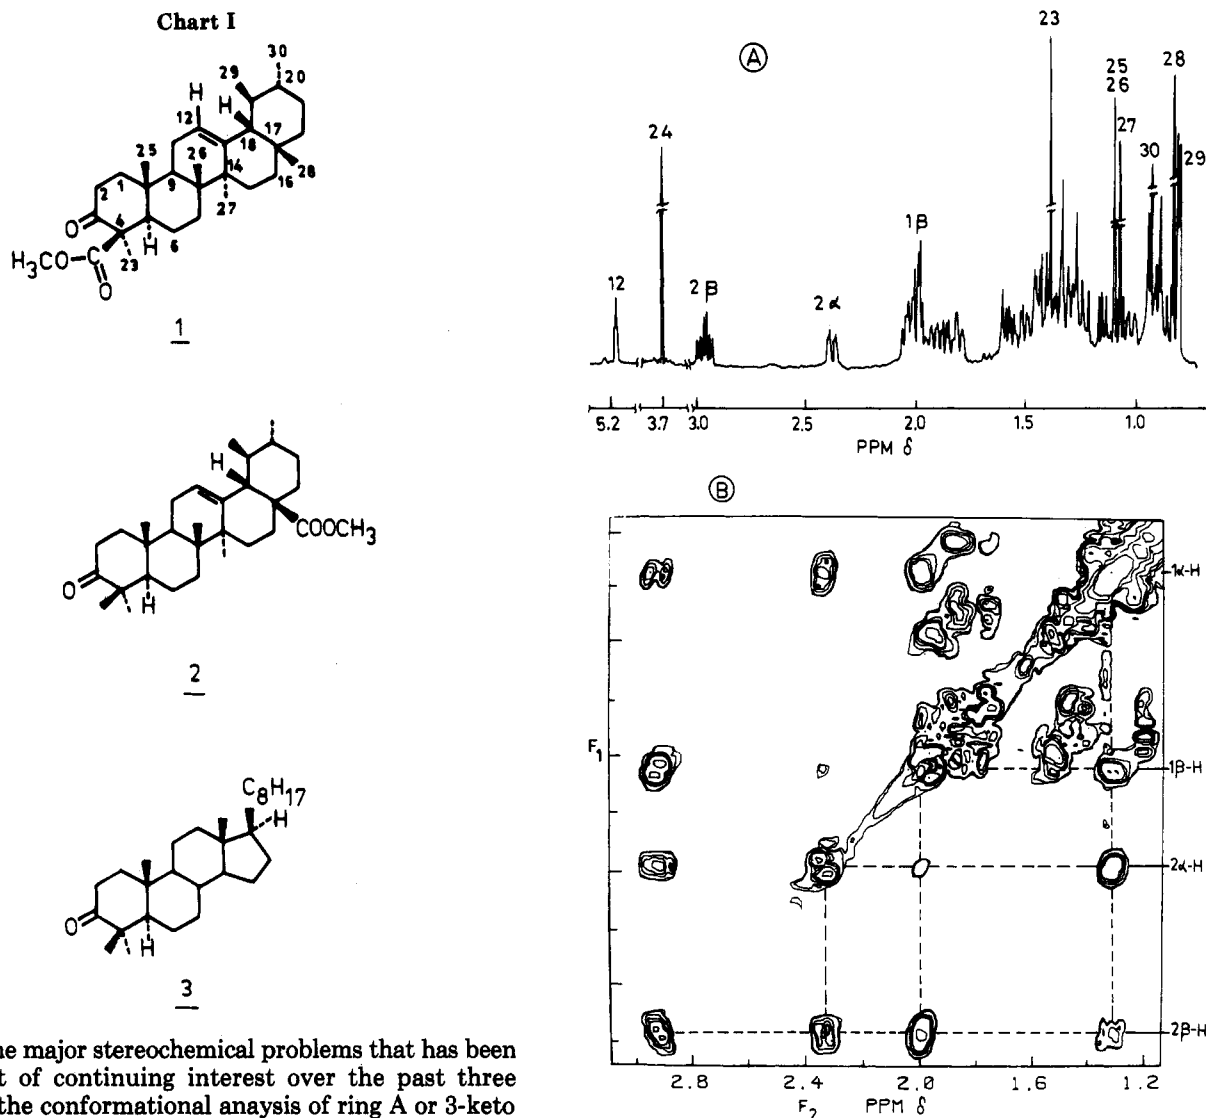 Chart I
30
29
20
H
12
H
17
18
25
26
28
1
9
14
16
2
27
O
4
H
6
H3CO-C
23
O
1
H
COOCH3
O
H
2
C8H17
H
O
H
3
he major stereochemical problems that has been
t of continuing interest over the past three
the conformational anaysis of ring A or 3-keto
A
23
25
26
28
27
24
30
29
1β
12
2β
2α
5.2 3.7 3.0 2.5 2.0 1.5 1.0
PPM δ
B
1α-H
F1
1β-H
2α-H
2β-H
2.8 2.4 2.0 1.6 1.2
F2 PPM δ